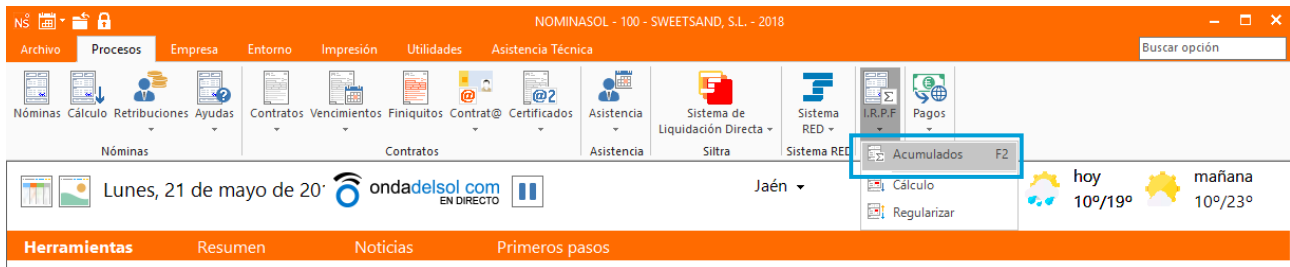 NOMINASOL - 100 - SWEETSAND, S.L. - 2018
Archivo Procesos Empresa Entorno Impresión Utilidades Asistencia Técnica Buscar opción
Nóminas Cálculo Retribuciones Ayudas Contratos Vencimientos Finiquitos Contrat@ Certificados Asistencia Sistema de Liquidación Directa Sistema RED I.R.P.F Pagos
Nóminas Contratos Asistencia Siltra Sistema RED
Acumulados F2
Cálculo
Regularizar
Lunes, 21 de mayo de 20
ondadelsol com
EN DIRECTO
Jaén
hoy
10º/19º
mañana
10º/23º
Herramientas Resumen Noticias Primeros pasos